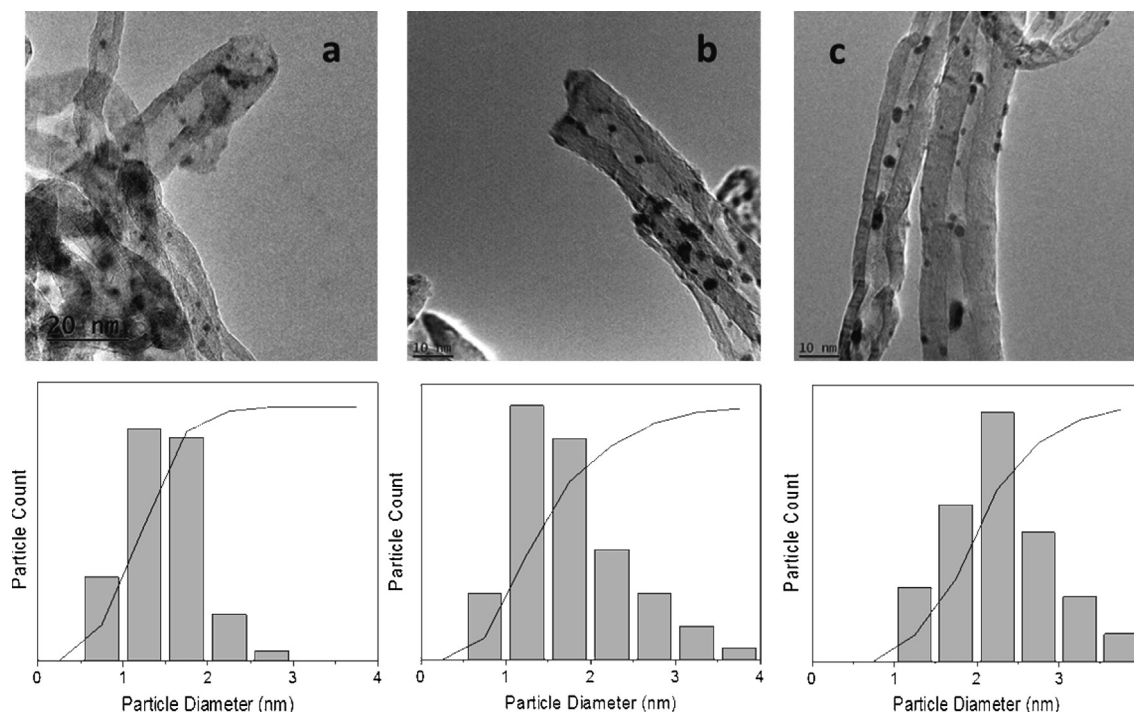 a
b
c
20 nm
10 nm
10 nm
Particle Count
0
1
2
3
4
Particle Diameter (nm)
Particle Count
0
1
2
3
4
Particle Diameter (nm)
Particle Count
0
1
2
3
Particle Diameter (nm)